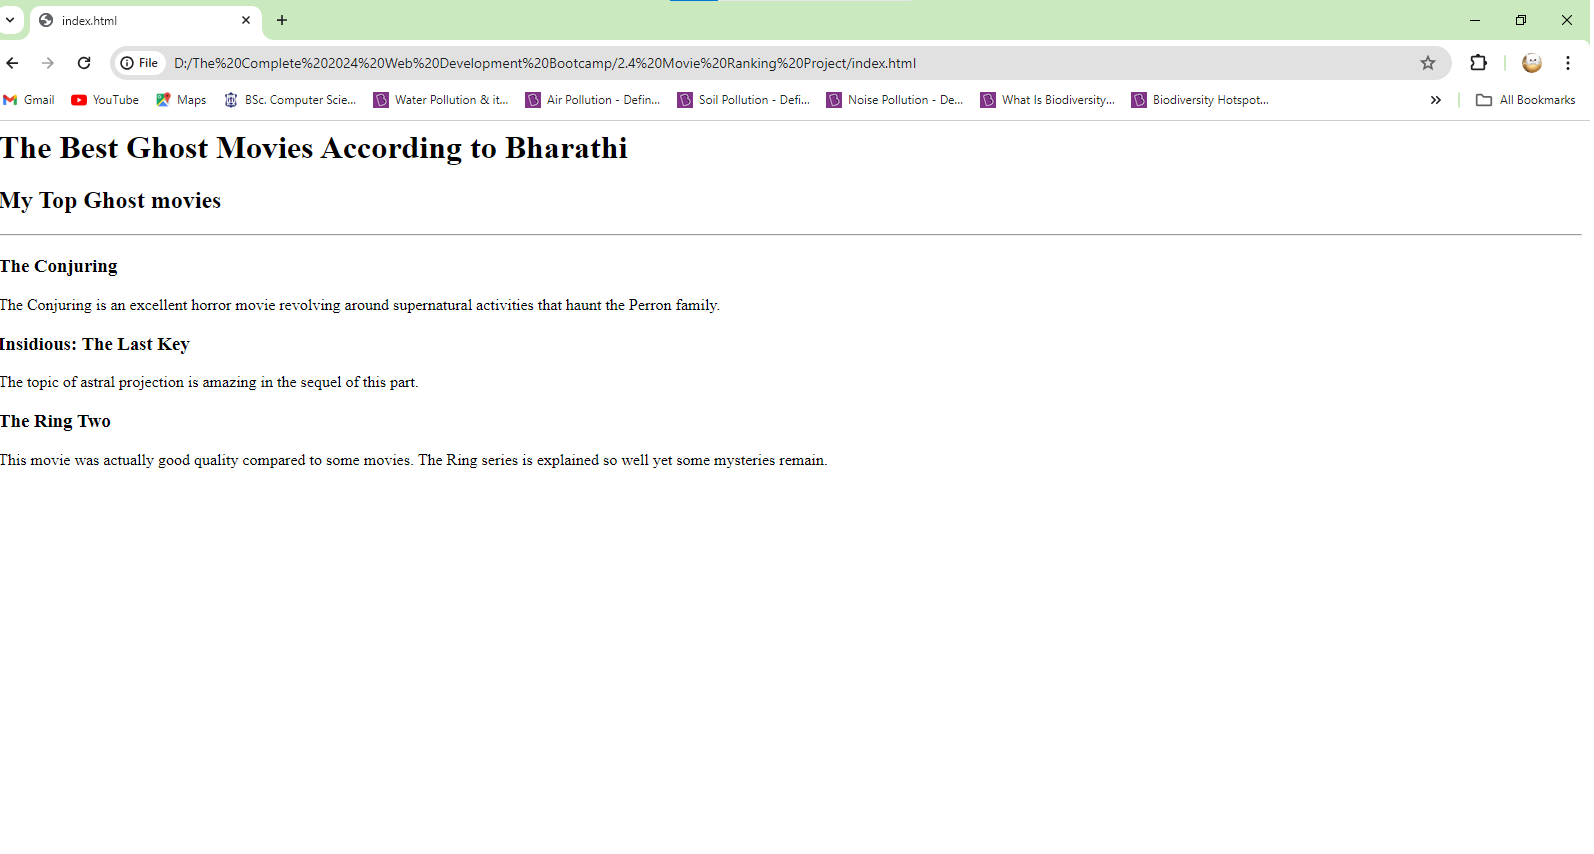 index.html
File D:/The%20Complete%202024%20Web%20Development%20Bootcamp/2.4%20Movie%20Ranking%20Project/index.html
Gmail YouTube Maps BSc. Computer Scie... Water Pollution & it... Air Pollution - Defin... Soil Pollution - Defi... Noise Pollution - De... What Is Biodiversity... Biodiversity Hotspot... All Bookmarks
The Best Ghost Movies According to Bharathi
My Top Ghost movies
The Conjuring
The Conjuring is an excellent horror movie revolving around supernatural activities that haunt the Perron family.
Insidious: The Last Key
The topic of astral projection is amazing in the sequel of this part.
The Ring Two
This movie was actually good quality compared to some movies. The Ring series is explained so well yet some mysteries remain.